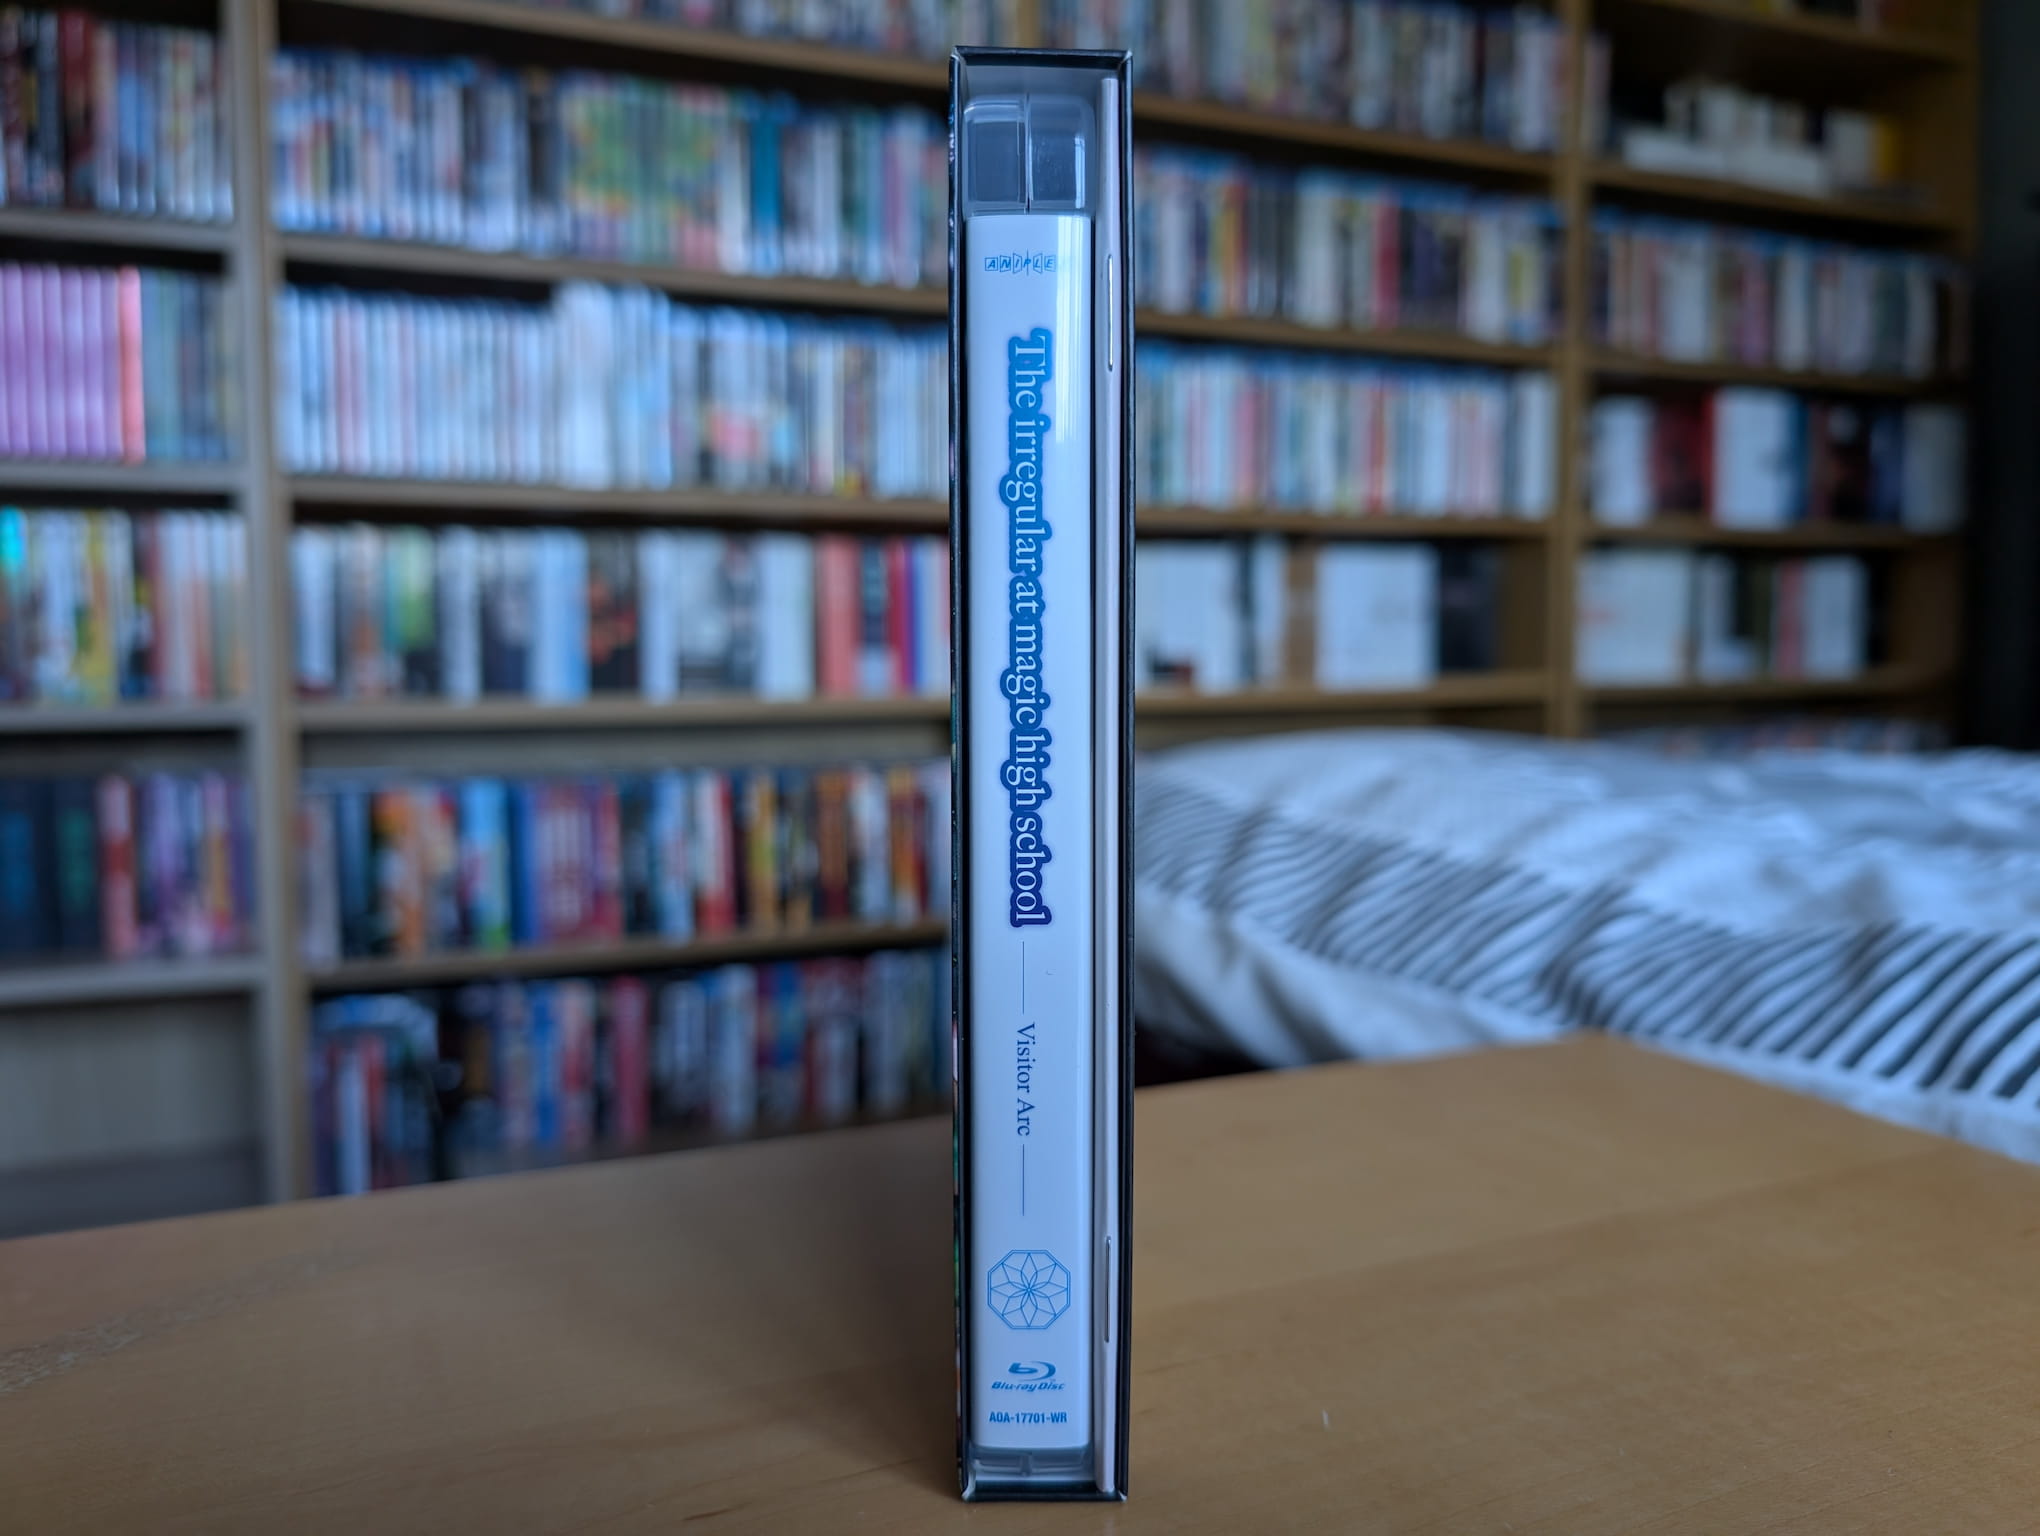 ANIPLEX
The irregular at magic high school
Visitor Arc
Blu-ray Disc
AOA-17701-WR